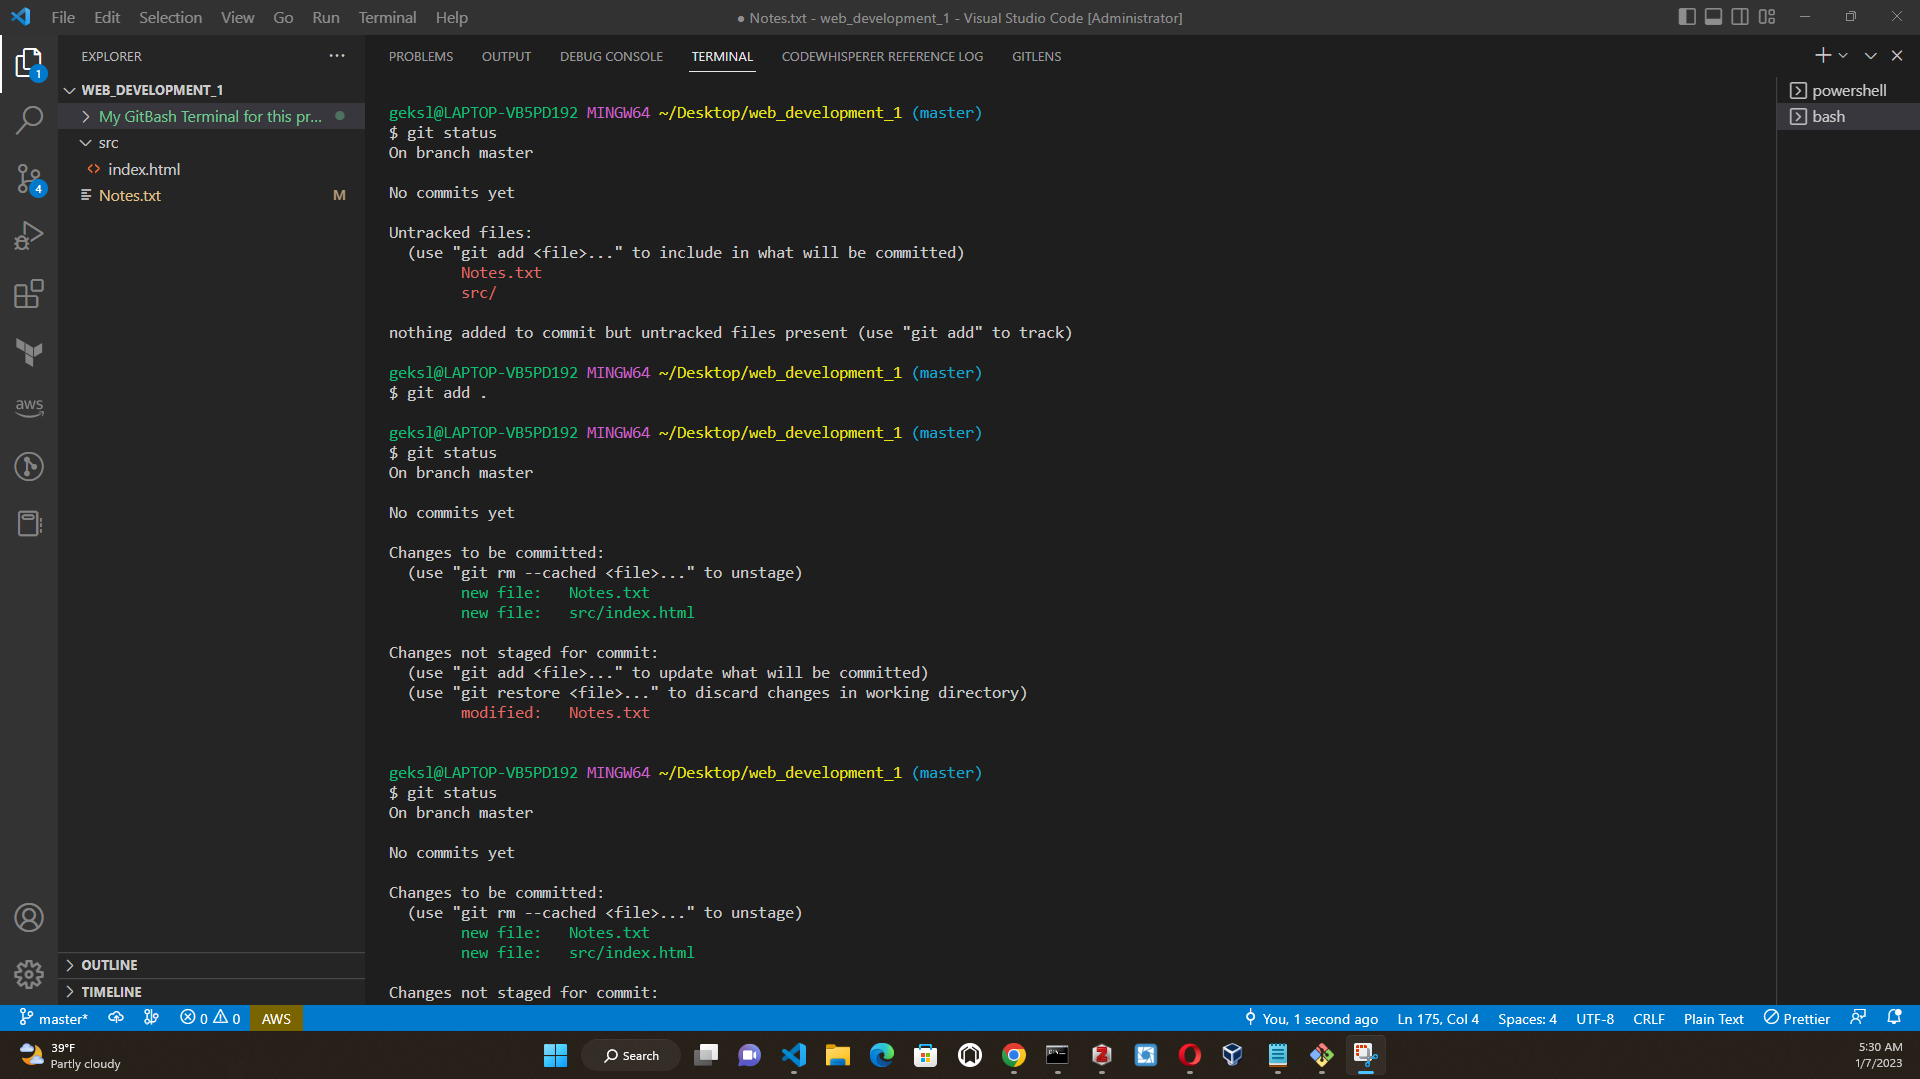 File Edit Selection View Go Run Terminal Help
● Notes.txt - web_development_1 - Visual Studio Code [Administrator]
EXPLORER
WEB_DEVELOPMENT_1
My GitBash Terminal for this pr...
src
index.html
Notes.txt M
1
4
aws
OUTLINE
TIMELINE
PROBLEMS OUTPUT DEBUG CONSOLE TERMINAL CODEWHISPERER REFERENCE LOG GITLENS
geksl@LAPTOP-VB5PD192 MINGW64 ~/Desktop/web_development_1 (master)
$ git status
On branch master
No commits yet
Untracked files:
(use "git add <file>..." to include in what will be committed)
Notes.txt
src/
nothing added to commit but untracked files present (use "git add" to track)
geksl@LAPTOP-VB5PD192 MINGW64 ~/Desktop/web_development_1 (master)
$ git add .
geksl@LAPTOP-VB5PD192 MINGW64 ~/Desktop/web_development_1 (master)
$ git status
On branch master
No commits yet
Changes to be committed:
(use "git rm --cached <file>..." to unstage)
new file: Notes.txt
new file: src/index.html
Changes not staged for commit:
(use "git add <file>..." to update what will be committed)
(use "git restore <file>..." to discard changes in working directory)
modified: Notes.txt
geksl@LAPTOP-VB5PD192 MINGW64 ~/Desktop/web_development_1 (master)
$ git status
On branch master
No commits yet
Changes to be committed:
(use "git rm --cached <file>..." to unstage)
new file: Notes.txt
new file: src/index.html
Changes not staged for commit:
powershell
bash
master* 0 0 AWS
You, 1 second ago Ln 175, Col 4 Spaces: 4 UTF-8 CRLF Plain Text Prettier
39°F
Partly cloudy
Search
5:30 AM
1/7/2023